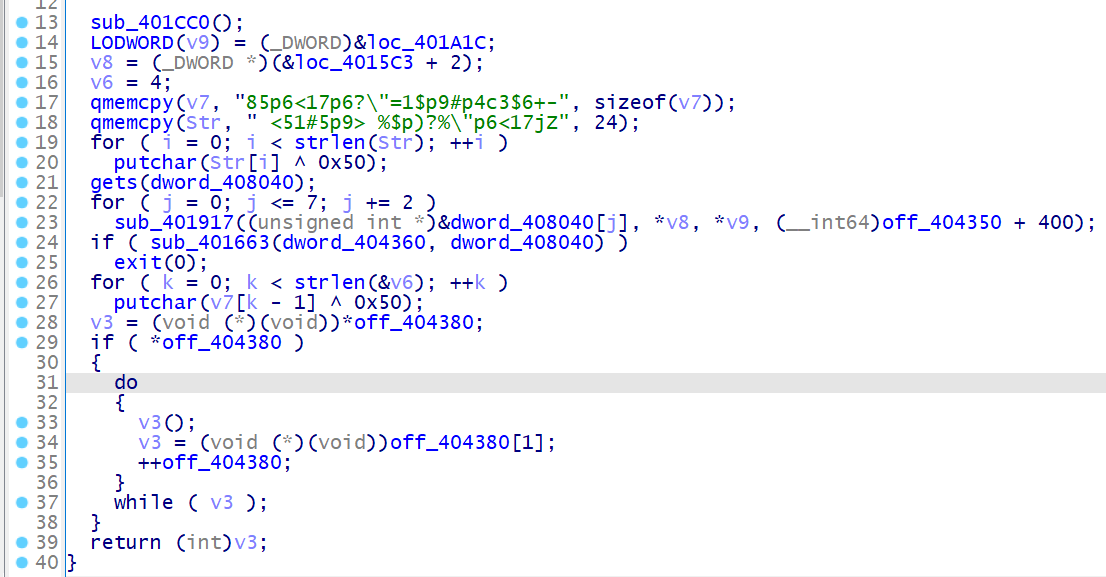 12
13 sub_401CC0();
14 LODWORD(v9) = (_DWORD)&loc_401A1C;
15 v8 = (_DWORD *)(&loc_4015C3 + 2);
16 v6 = 4;
17 qmemcpy(v7, "85p6<17p6?\"=1$p9#p4c3$6+-", sizeof(v7));
18 qmemcpy(Str, " <51#5p9> %$p)?%\"p6<17jZ", 24);
19 for ( i = 0; i < strlen(Str); ++i )
20 putchar(Str[i] ^ 0x50);
21 gets(dword_408040);
22 for ( j = 0; j <= 7; j += 2 )
23 sub_401917((unsigned int *)&dword_408040[j], *v8, *v9, (__int64)off_404350 + 400);
24 if ( sub_401663(dword_404360, dword_408040) )
25 exit(0);
26 for ( k = 0; k < strlen(&v6); ++k )
27 putchar(v7[k - 1] ^ 0x50);
28 v3 = (void (*)(void))*off_404380;
29 if ( *off_404380 )
30 {
31 do
32 {
33 v3();
34 v3 = (void (*)(void))off_404380[1];
35 ++off_404380;
36 }
37 while ( v3 );
38 }
39 return (int)v3;
40 }